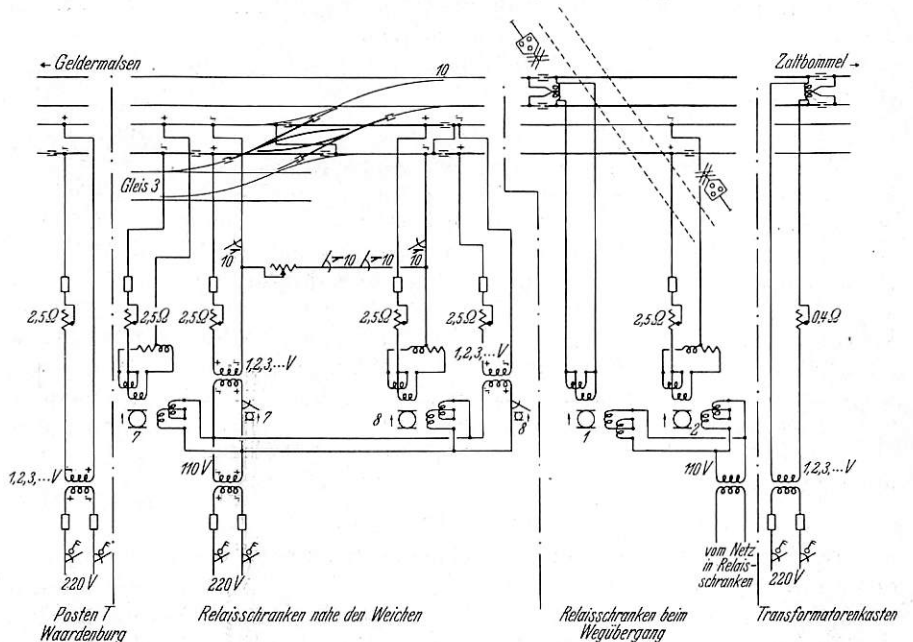 ← Geldermalsen
10
Zaltbommel →
Gleis 3
10
10
10
10
2,5Ω
2,5Ω
2,5Ω
2,5Ω
2,5Ω
2,5Ω
0,4Ω
1,2,3,...V
1,2,3,...V
7
7
8
8
1
2
1,2,3,...V
110V
110V
1,2,3,...V
220V
220V
vom Netz
in Relais-
schranken
220V
Posten T
Waardenburg
Relaisschranken nahe den Weichen
Relaisschranken beim
Wegübergang
Transformatorenkasten